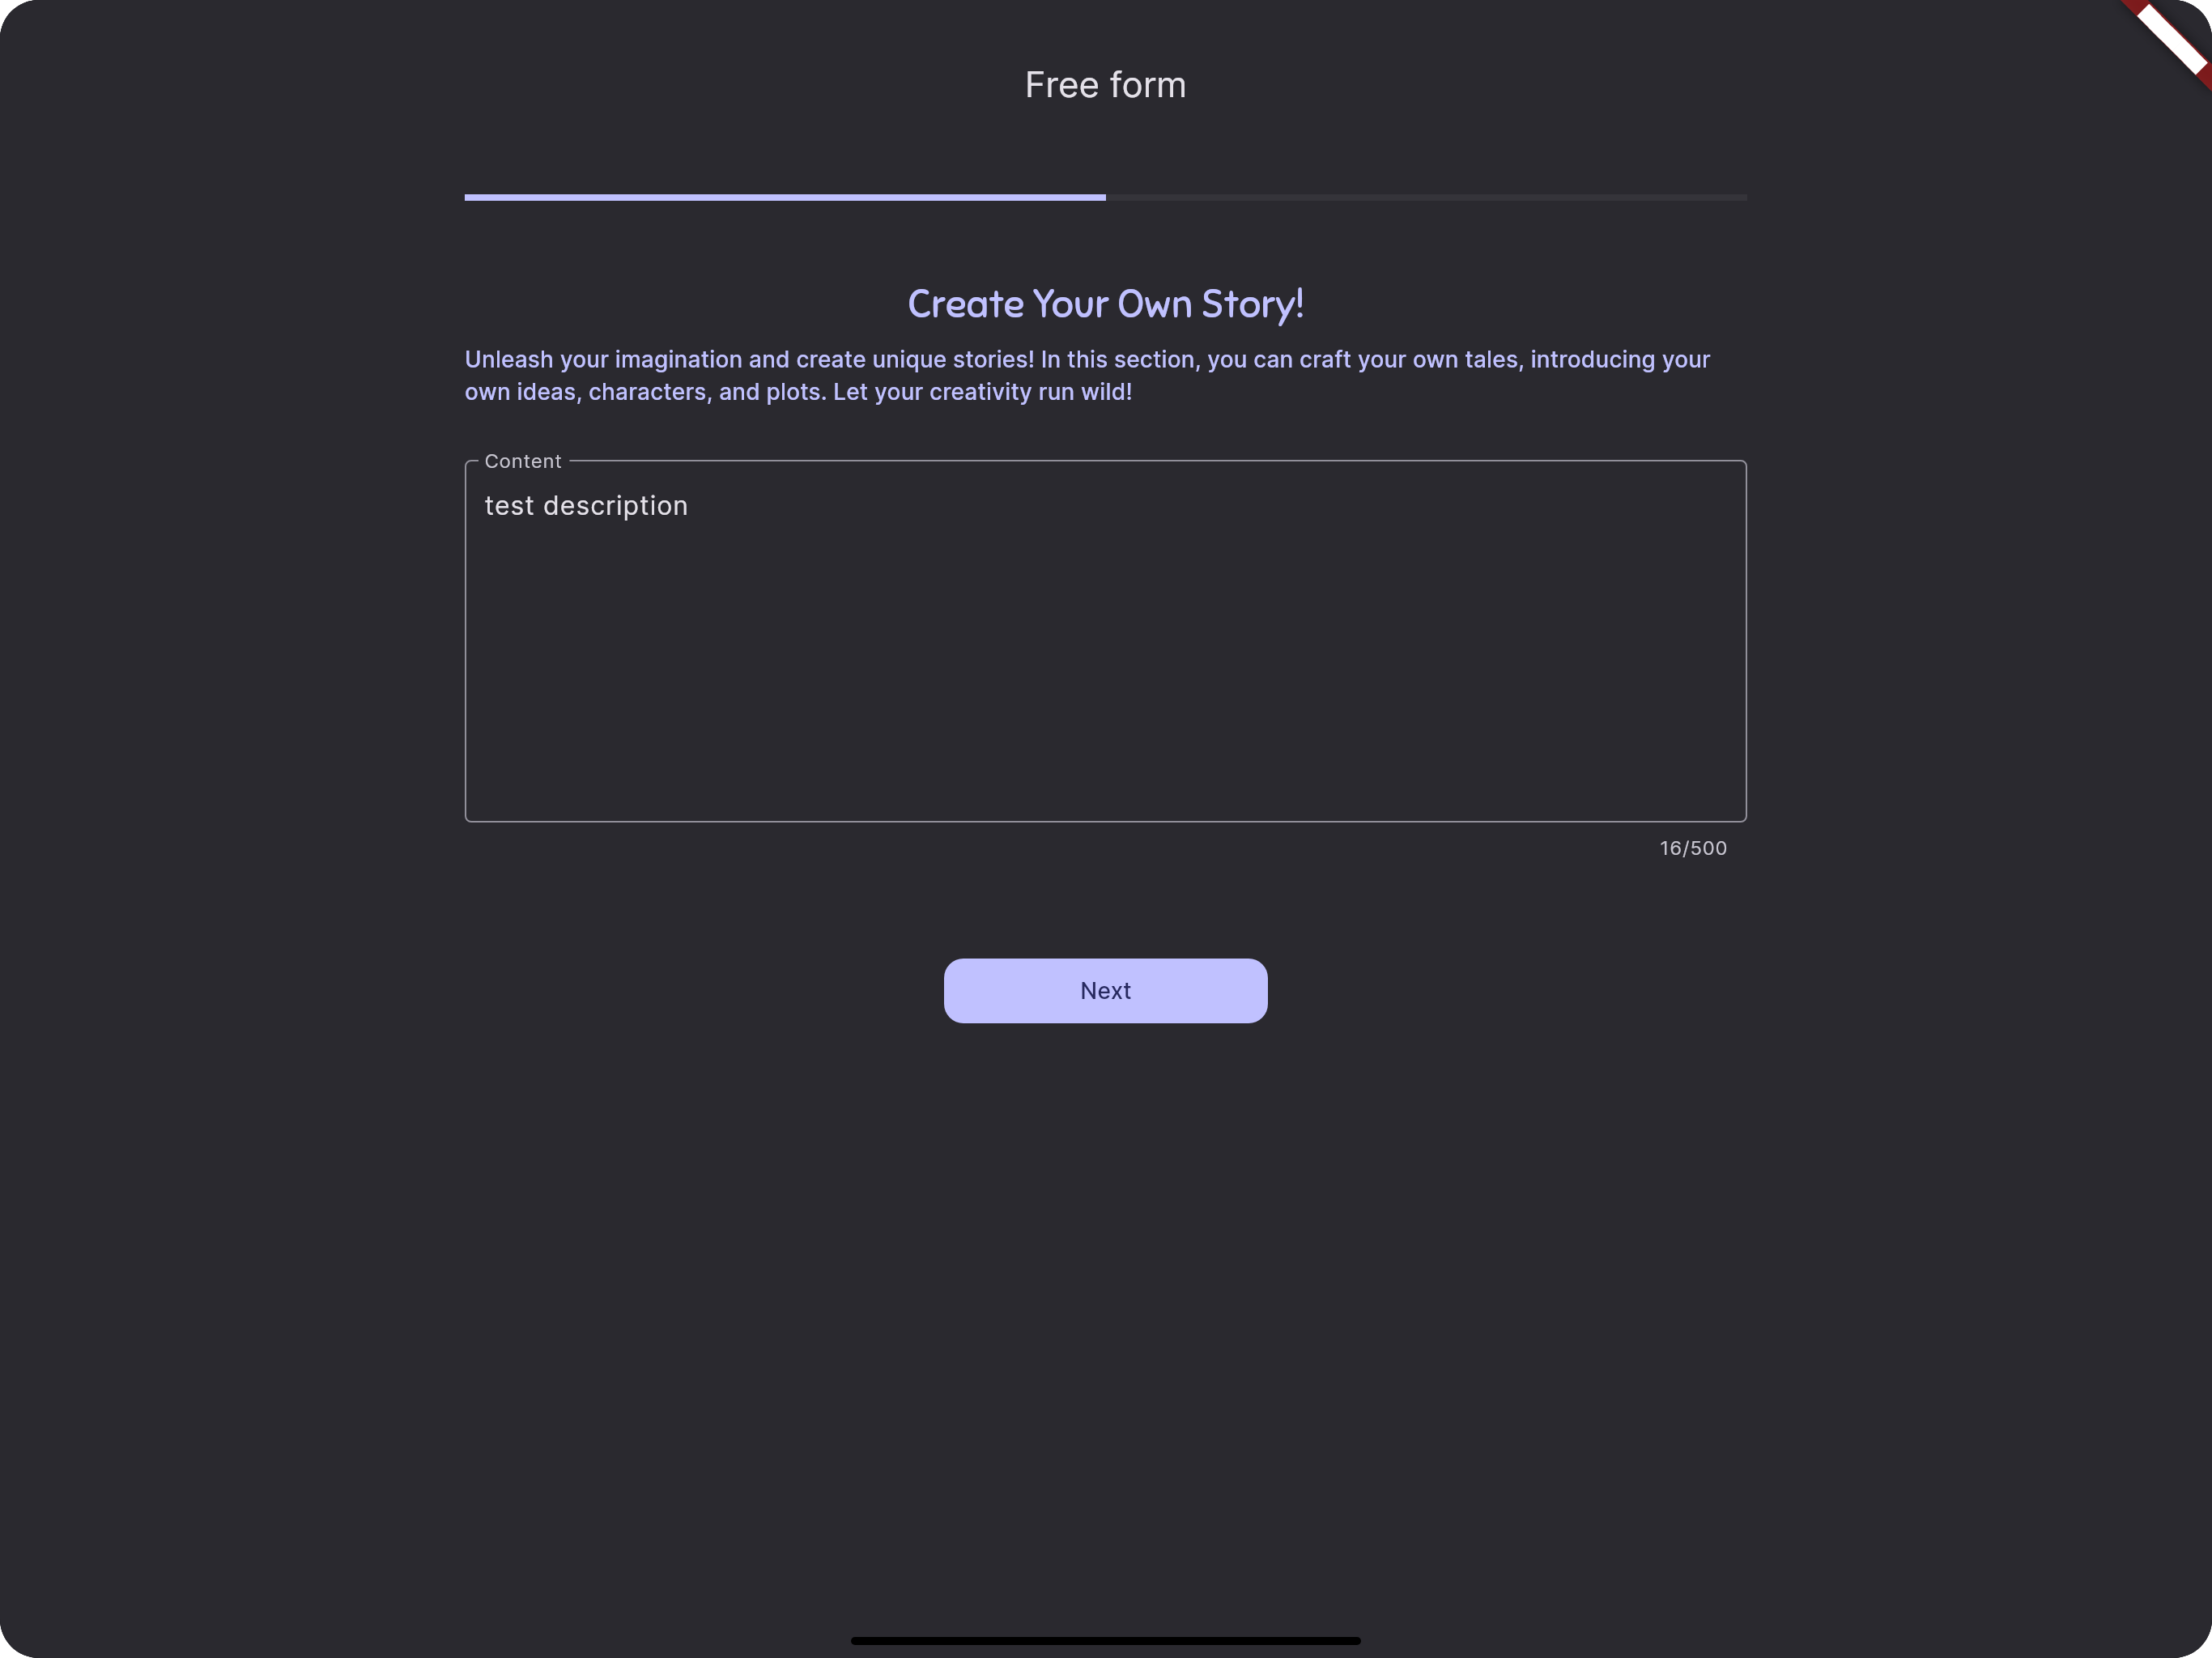 Free form
Create Your Own Story!
Unleash your imagination and create unique stories! In this section, you can craft your own tales, introducing your
own ideas, characters, and plots. Let your creativity run wild!
Content
test description
16/500
Next